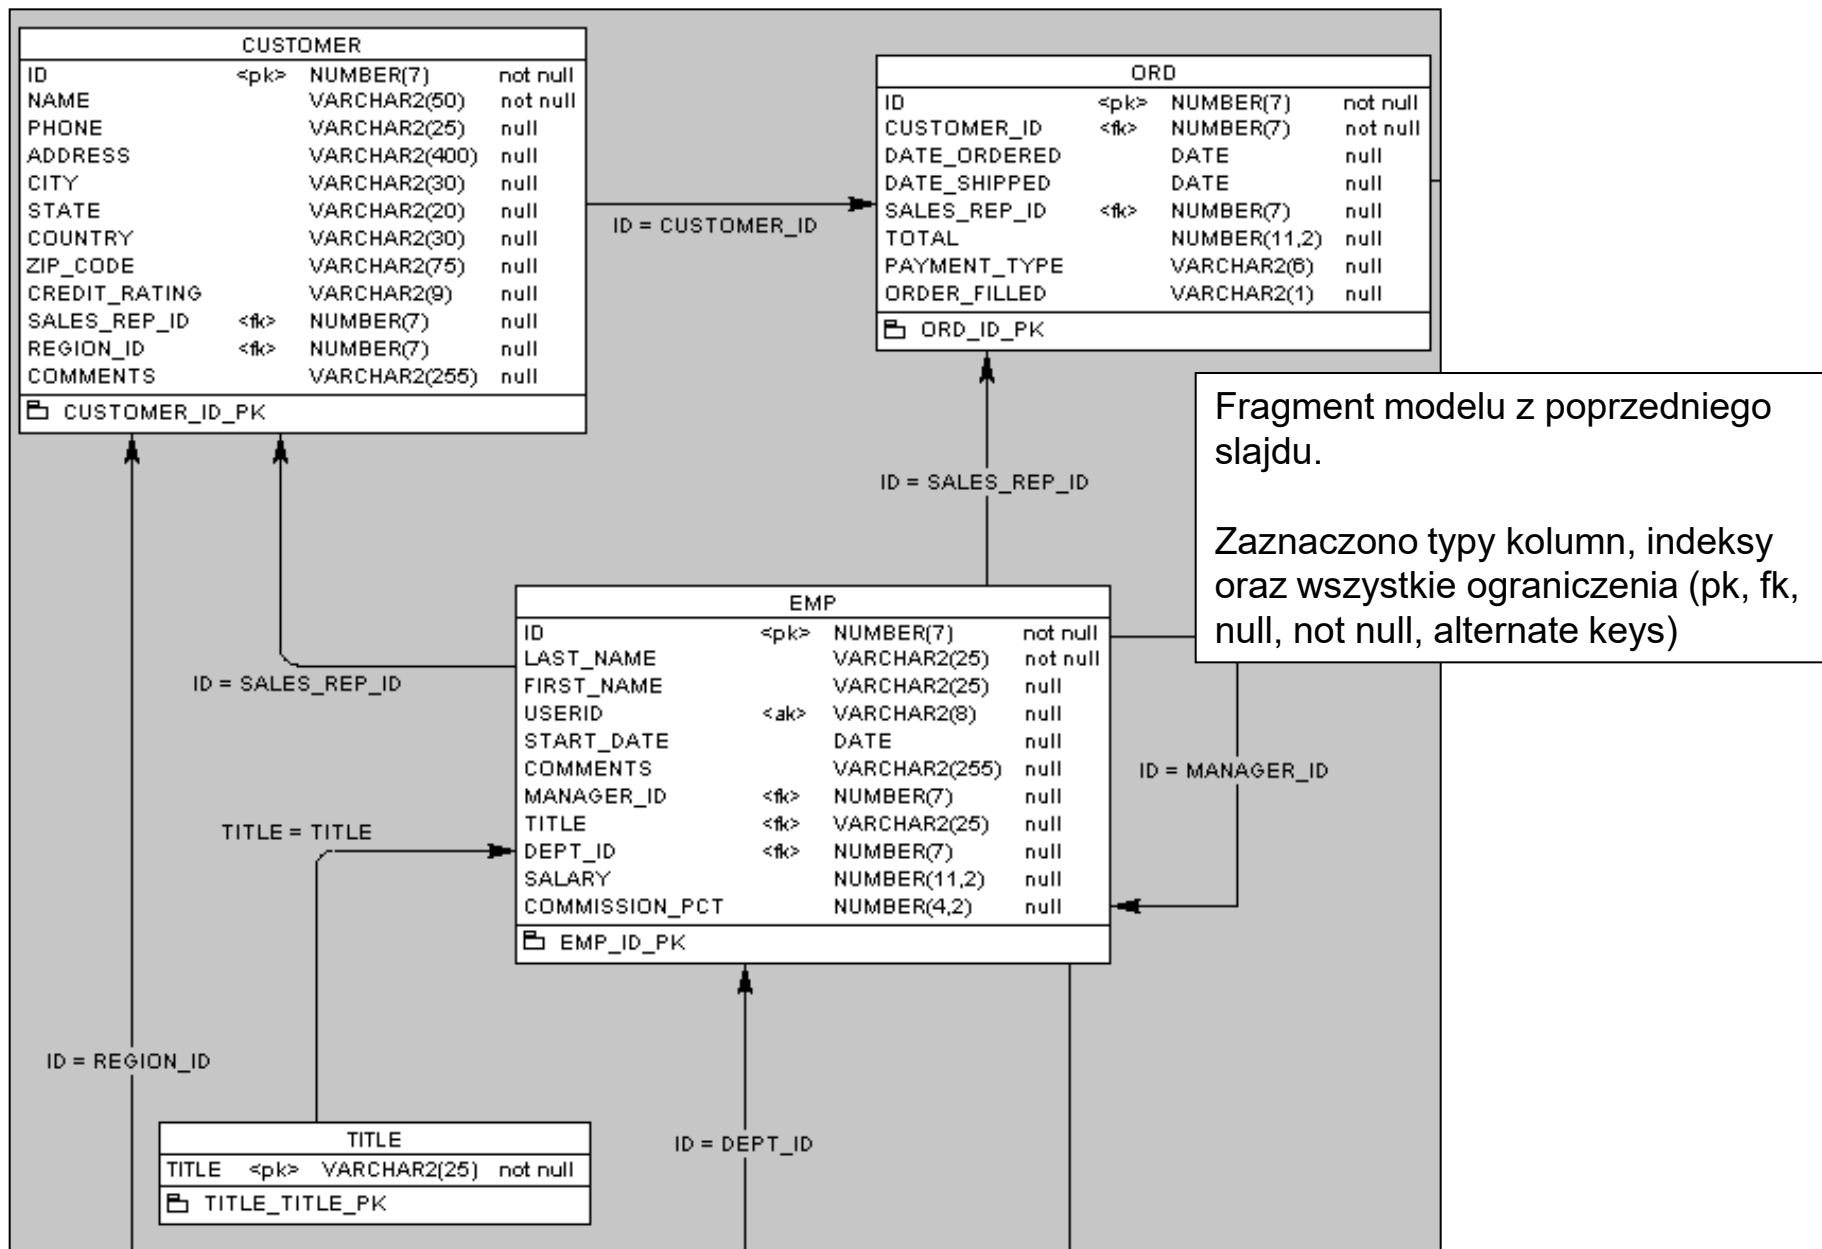 CUSTOMER
ID <pk> NUMBER(7) not null
NAME VARCHAR2(50) not null
PHONE VARCHAR2(25) null
ADDRESS VARCHAR2(400) null
CITY VARCHAR2(30) null
STATE VARCHAR2(20) null
COUNTRY VARCHAR2(30) null
ZIP_CODE VARCHAR2(75) null
CREDIT_RATING VARCHAR2(9) null
SALES_REP_ID <fk> NUMBER(7) null
REGION_ID <fk> NUMBER(7) null
COMMENTS VARCHAR2(255) null
CUSTOMER_ID_PK
ID = CUSTOMER_ID
ORD
ID <pk> NUMBER(7) not null
CUSTOMER_ID <fk> NUMBER(7) not null
DATE_ORDERED DATE null
DATE_SHIPPED DATE null
SALES_REP_ID <fk> NUMBER(7) null
TOTAL NUMBER(11,2) null
PAYMENT_TYPE VARCHAR2(6) null
ORDER_FILLED VARCHAR2(1) null
ORD_ID_PK
Fragment modelu z poprzedniego
slajdu.
Zaznaczono typy kolumn, indeksy
oraz wszystkie ograniczenia (pk, fk,
null, not null, alternate keys)
ID = SALES_REP_ID
ID = SALES_REP_ID
EMP
ID <pk> NUMBER(7) not null
LAST_NAME VARCHAR2(25) not null
FIRST_NAME VARCHAR2(25) null
USERID <ak> VARCHAR2(8) null
START_DATE DATE null
COMMENTS VARCHAR2(255) null
MANAGER_ID <fk> NUMBER(7) null
TITLE <fk> VARCHAR2(25) null
DEPT_ID <fk> NUMBER(7) null
SALARY NUMBER(11,2) null
COMMISSION_PCT NUMBER(4,2) null
EMP_ID_PK
ID = MANAGER_ID
TITLE = TITLE
ID = REGION_ID
ID = DEPT_ID
TITLE
TITLE <pk> VARCHAR2(25) not null
TITLE_TITLE_PK